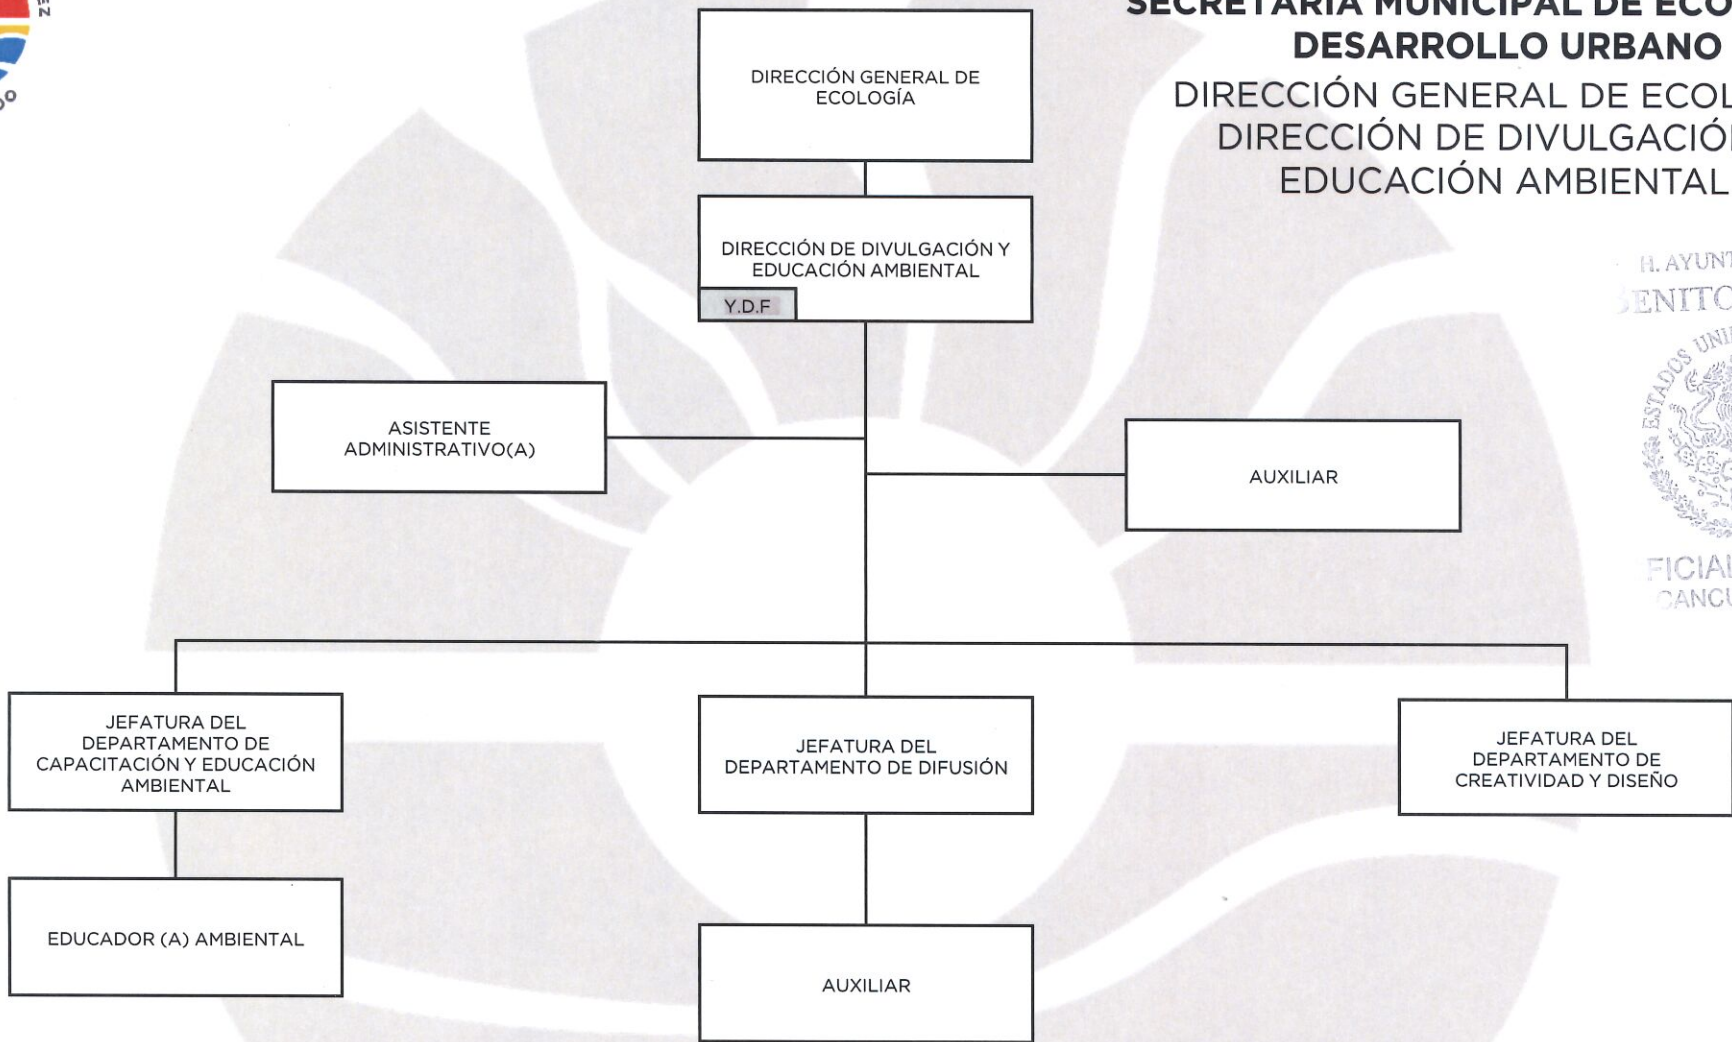 DESARROLLO URBANO
DIRECCIÓN GENERAL DE
DIRECCIÓN DE DIVULGACIÓN
EDUCACIÓN AMBIENTAL
DIRECCIÓN GENERAL DE
ECOLOGÍA
DIRECCIÓN DE DIVULGACIÓN Y
EDUCACIÓN AMBIENTAL
Y.D.F
H.
ESTADOS
ASISTENTE
ADMINISTRATIVO(A)
AUXILIAR
JEFATURA DEL
DEPARTAMENTO DE
CAPACITACIÓN Y EDUCACIÓN
AMBIENTAL
JEFATURA DEL
DEPARTAMENTO DE DIFUSIÓN
JEFATURA DEL
DEPARTAMENTO DE
CREATIVIDAD Y DISEÑO
EDUCADOR (A) AMBIENTAL
AUXILIAR